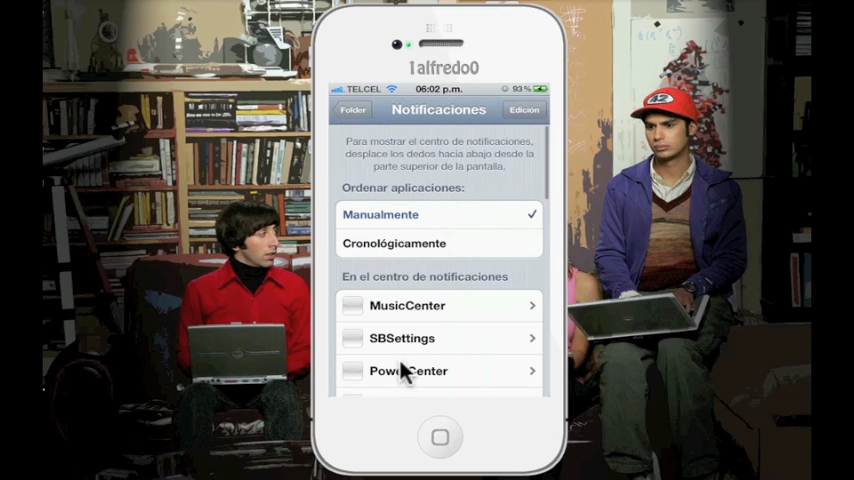 1alfredo0
TELCEL 06:02 p.m. 93%
Folder Notificaciones Edición
Para mostrar el centro de notificaciones,
desplace los dedos hacia abajo desde la
parte superior de la pantalla.
Ordenar aplicaciones:
Manualmente
Cronológicamente
En el centro de notificaciones
MusicCenter
SBSettings
PowerCenter
42